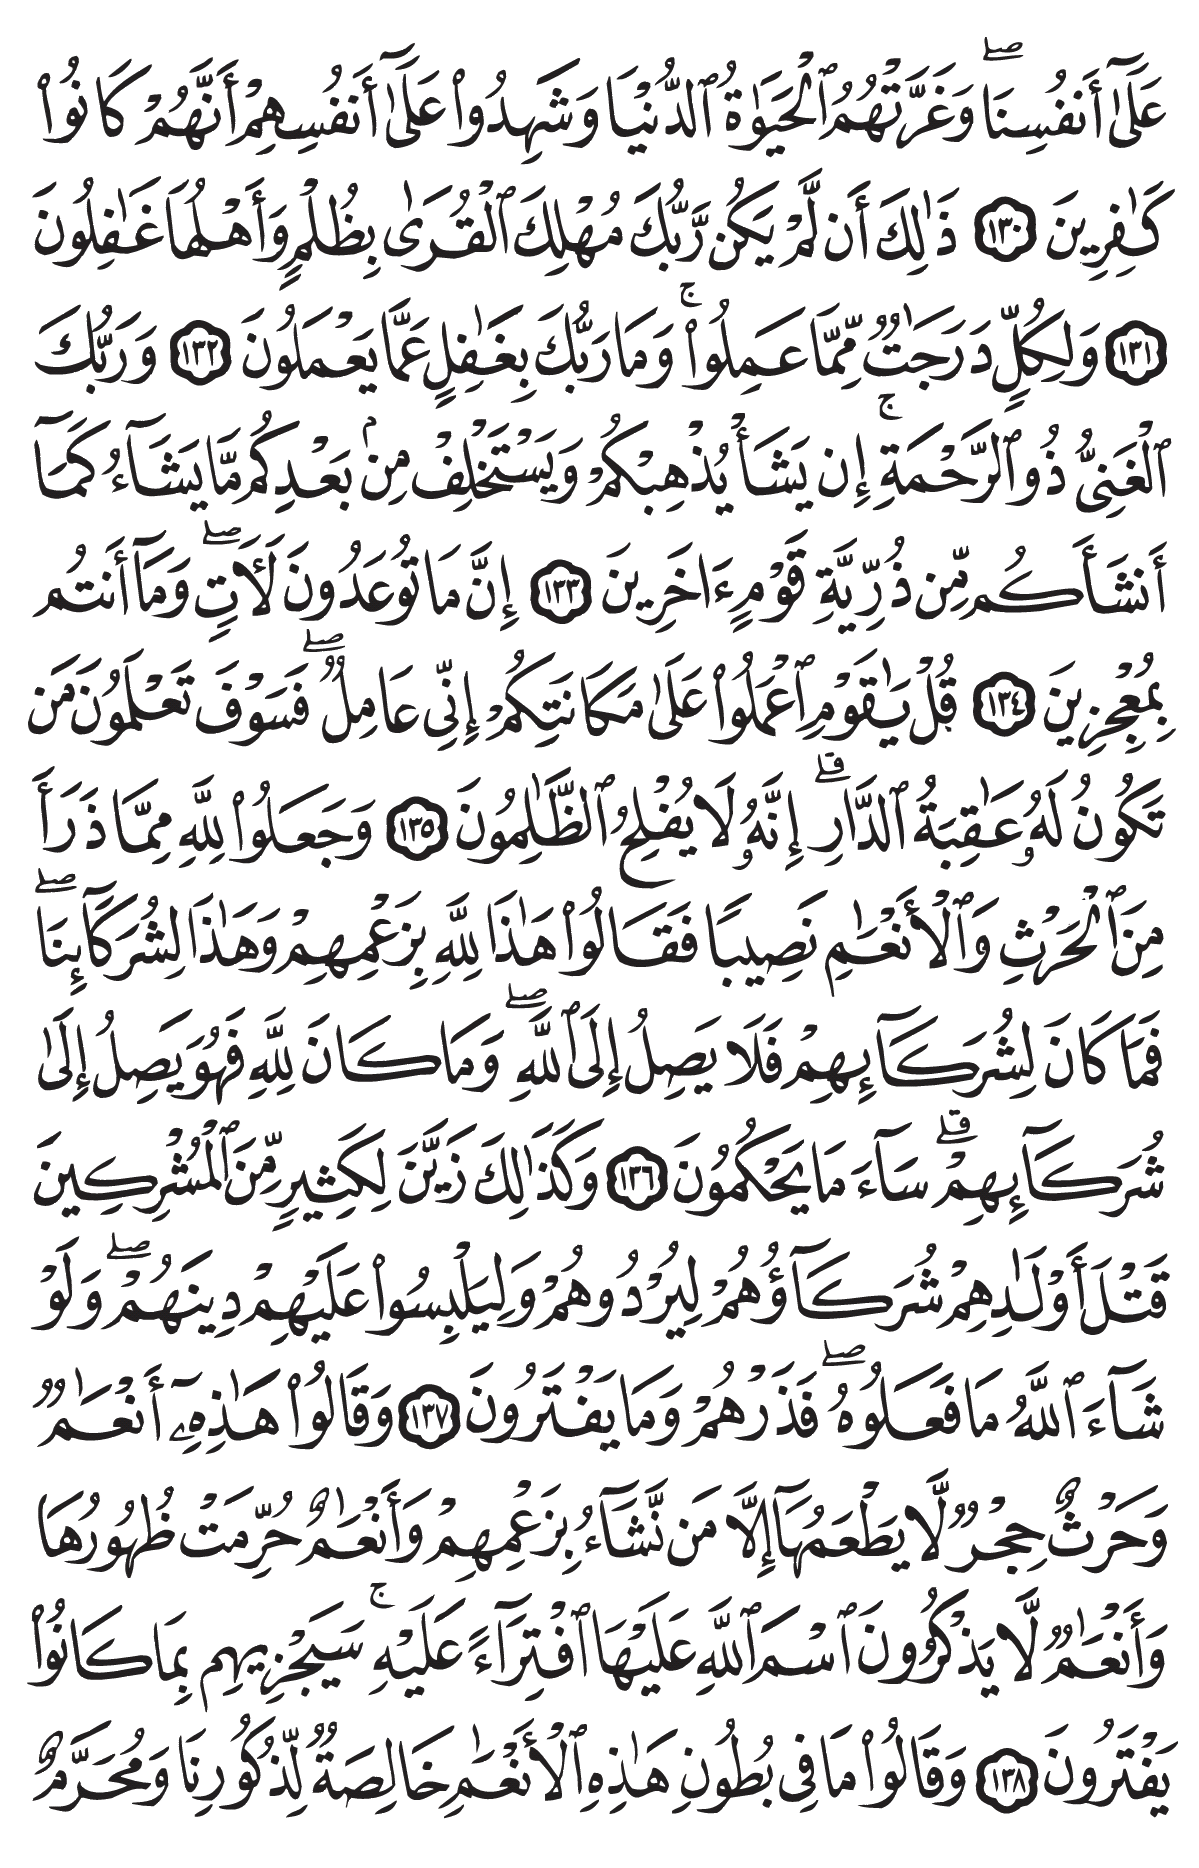 عَلَىٰٓ أَنفُسِنَا ۖ وَغَرَّتْهُمُ ٱلْحَيَوٰةُ ٱلدُّنْيَا وَشَهِدُوا۟ عَلَىٰٓ أَنفُسِهِمْ أَنَّهُمْ كَانُوا۟
كَـٰفِرِينَ ١٣٠ ذَٰلِكَ أَن لَّمْ يَكُن رَّبُّكَ مُهْلِكَ ٱلْقُرَىٰ بِظُلْمٍ وَأَهْلُهَا غَـٰفِلُونَ
١٣١ وَلِكُلٍّ دَرَجَـٰتٌ مِّمَّا عَمِلُوا۟ ۚ وَمَا رَبُّكَ بِغَـٰفِلٍ عَمَّا يَعْمَلُونَ ١٣٢ وَرَبُّكَ
ٱلْغَنِىُّ ذُو ٱلرَّحْمَةِ ۚ إِن يَشَأْ يُذْهِبْكُمْ وَيَسْتَخْلِفْ مِنۢ بَعْدِكُم مَّا يَشَآءُ كَمَآ
أَنشَأَكُم مِّن ذُرِّيَّةِ قَوْمٍ ءَاخَرِينَ ١٣٣ إِنَّ مَا تُوعَدُونَ لَـَٔاتٍ ۖ وَمَآ أَنتُم
بِمُعْجِزِينَ ١٣٤ قُلْ يَـٰقَوْمِ ٱعْمَلُوا۟ عَلَىٰ مَكَانَتِكُمْ إِنِّى عَامِلٌ ۖ فَسَوْفَ تَعْلَمُونَ مَن
تَكُونُ لَهُۥ عَـٰقِبَةُ ٱلدَّارِ ۗ إِنَّهُۥ لَا يُفْلِحُ ٱلظَّـٰلِمُونَ ١٣٥ وَجَعَلُوا۟ لِلَّهِ مِمَّا ذَرَأَ
مِنَ ٱلْحَرْثِ وَٱلْأَنْعَـٰمِ نَصِيبًا فَقَالُوا۟ هَـٰذَا لِلَّهِ بِزَعْمِهِمْ وَهَـٰذَا لِشُرَكَآئِنَا ۖ
فَمَا كَانَ لِشُرَكَآئِهِمْ فَلَا يَصِلُ إِلَى ٱللَّهِ ۖ وَمَا كَانَ لِلَّهِ فَهُوَ يَصِلُ إِلَىٰ
شُرَكَآئِهِمْ ۗ سَآءَ مَا يَحْكُمُونَ ١٣٦ وَكَذَٰلِكَ زَيَّنَ لِكَثِيرٍ مِّنَ ٱلْمُشْرِكِينَ
قَتْلَ أَوْلَـٰدِهِمْ شُرَكَآؤُهُمْ لِيُرْدُوهُمْ وَلِيَلْبِسُوا۟ عَلَيْهِمْ دِينَهُمْ ۖ وَلَوْ
شَآءَ ٱللَّهُ مَا فَعَلُوهُ ۖ فَذَرْهُمْ وَمَا يَفْتَرُونَ ١٣٧ وَقَالُوا۟ هَـٰذِهِۦٓ أَنْعَـٰمٌ
وَحَرْثٌ حِجْرٌ لَّا يَطْعَمُهَآ إِلَّا مَن نَّشَآءُ بِزَعْمِهِمْ وَأَنْعَـٰمٌ حُرِّمَتْ ظُهُورُهَا
وَأَنْعَـٰمٌ لَّا يَذْكُرُونَ ٱسْمَ ٱللَّهِ عَلَيْهَا ٱفْتِرَآءً عَلَيْهِ ۚ سَيَجْزِيهِم بِمَا كَانُوا۟
يَفْتَرُونَ ١٣٨ وَقَالُوا۟ مَا فِى بُطُونِ هَـٰذِهِ ٱلْأَنْعَـٰمِ خَالِصَةٌ لِّذُكُورِنَا وَمُحَرَّمٌ